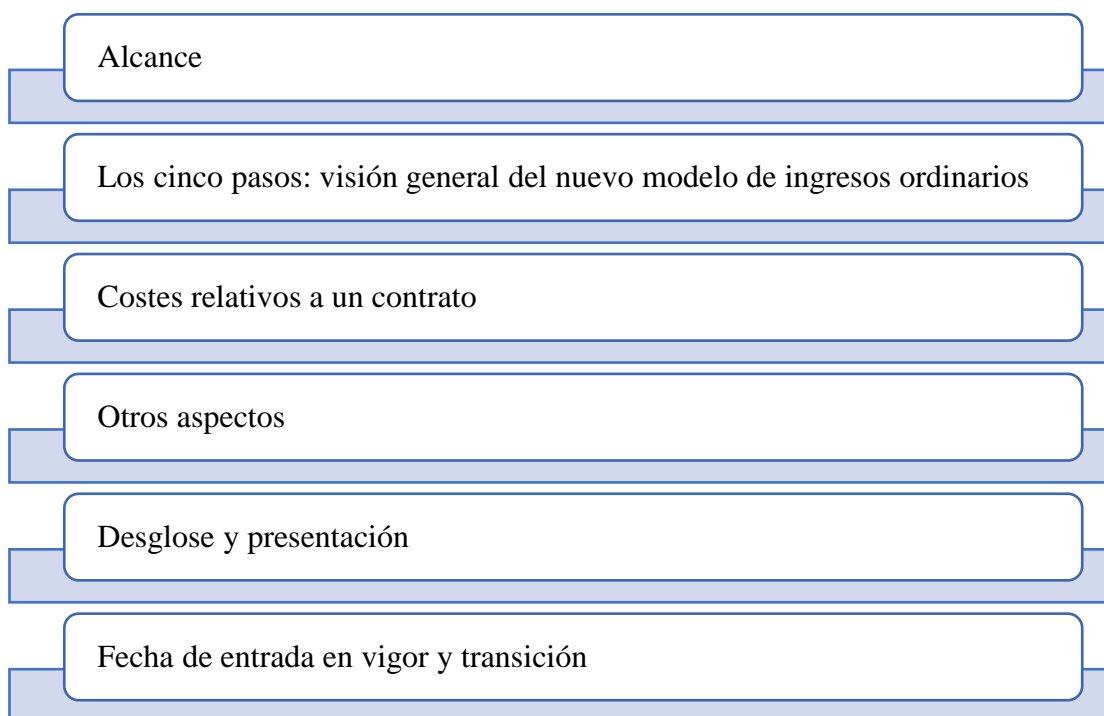 Alcance
Los cinco pasos: visión general del nuevo modelo de ingresos ordinarios
Costes relativos a un contrato
Otros aspectos
Desglose y presentación
Fecha de entrada en vigor y transición